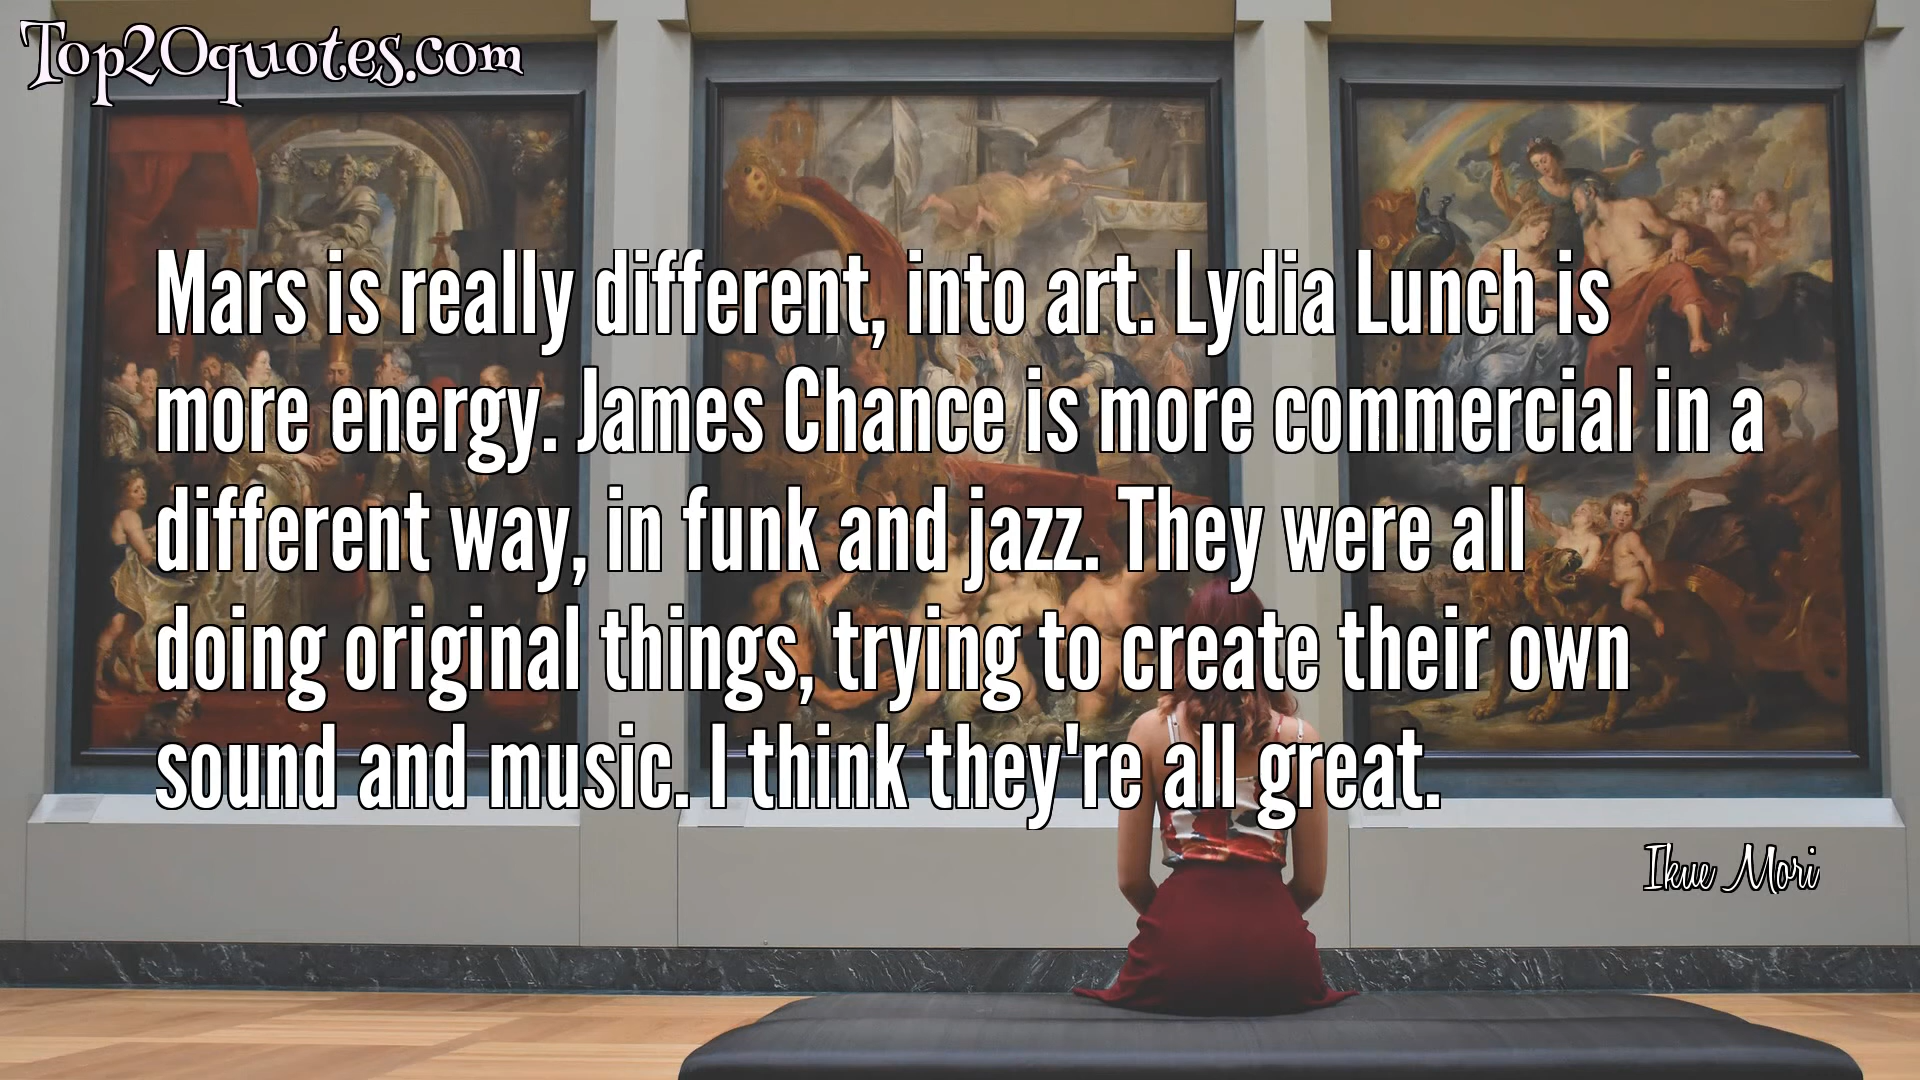 Top20quotes.com
Mars is really different, into art. Lydia Lunch is
more energy. James Chance is more commercial in a
different way, in funk and jazz. They were all
doing original things, trying to create their own
sound and music. I think they're all great.
Ikue Mori